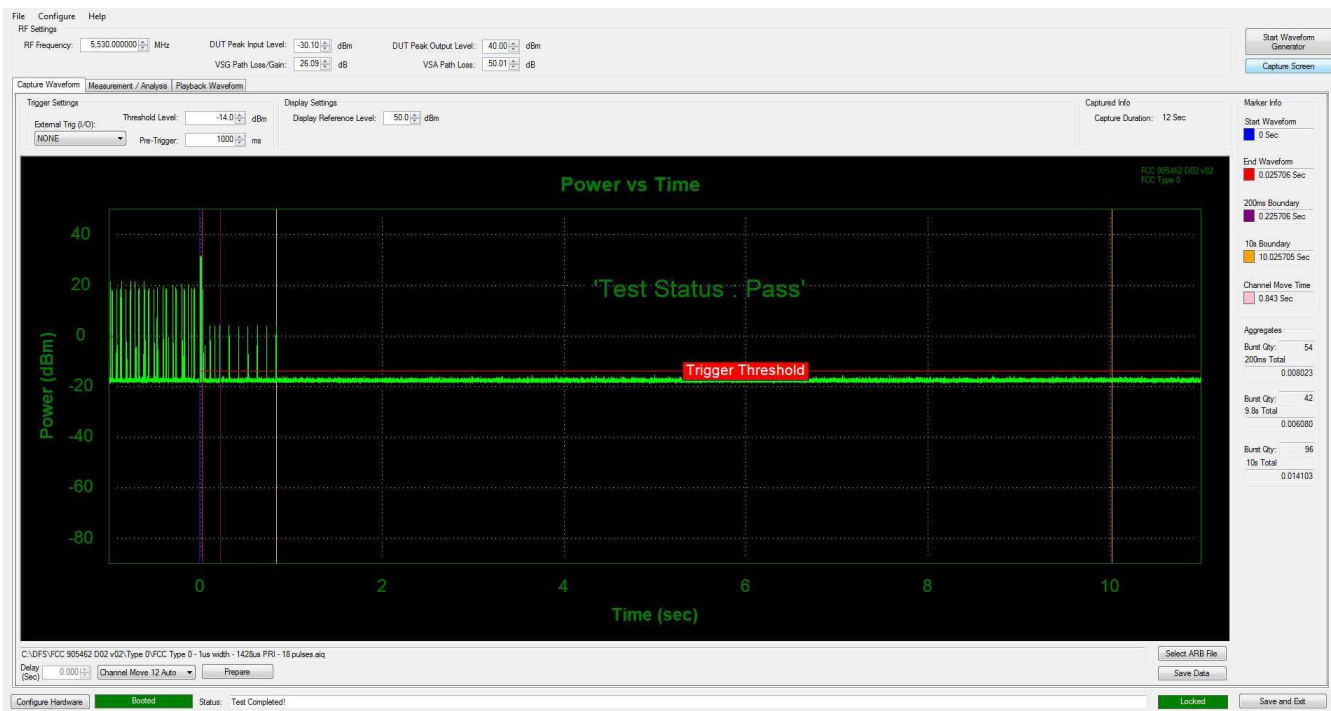 File Configure Help
RF Settings
RF Frequency: 5,530.000000 MHz DUT Peak Input Level: -30.10 dBm DUT Peak Output Level: 40.00 dBm
VSG Path Loss/Gain: 26.09 dB VSA Path Loss: 50.01 dB
Start Waveform Generator
Capture Screen
Capture Waveform Measurement / Analysis Playback Waveform
Trigger Settings
External Trig (I/O): Threshold Level: -14.0 dBm
NONE Pre-Trigger: 1000 ms
Display Settings
Display Reference Level: 50.0 dBm
Captured Info
Capture Duration: 12 Sec
Power vs Time
FCC 905462 D02 v02
FCC Type 0
'Test Status : Pass'
Trigger Threshold
Power (dBm)
40
20
0
-20
-40
-60
-80
0 2 4 6 8 10
Time (sec)
Marker Info
Start Waveform
0 Sec
End Waveform
0.025706 Sec
200ms Boundary
0.225706 Sec
10s Boundary
10.025705 Sec
Channel Move Time
0.843 Sec
Aggregates
Burst Qty: 54
200ms Total
0.008023
Burst Qty: 42
9.8s Total
0.006080
Burst Qty: 96
10s Total
0.014103
C:\DFS\FCC 905462 D02 v02\Type 0\FCC Type 0 - 1us width - 1428us PRI - 18 pulses.aiq
Select ARB File
Delay (Sec) 0.000 Channel Move 12 Auto Prepare
Save Data
Configure Hardware Booted Status: Test Completed! Locked Save and Exit